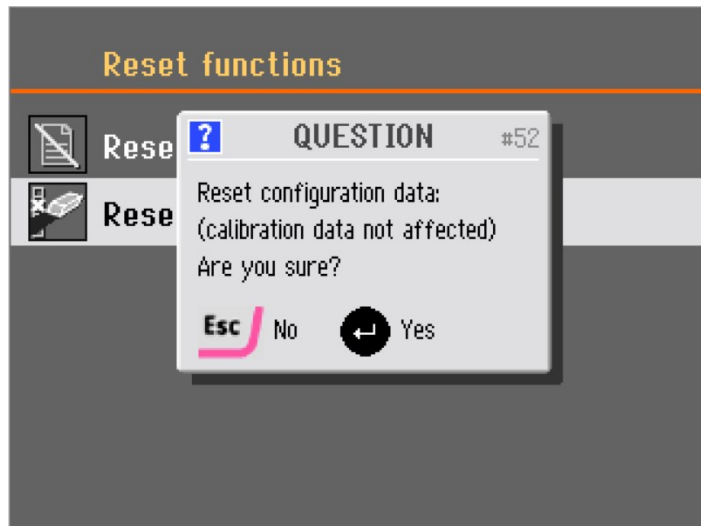 Reset functions
Rese
QUESTION #52
Rese
Reset configuration data:
(calibration data not affected)
Are you sure?
Esc No Yes